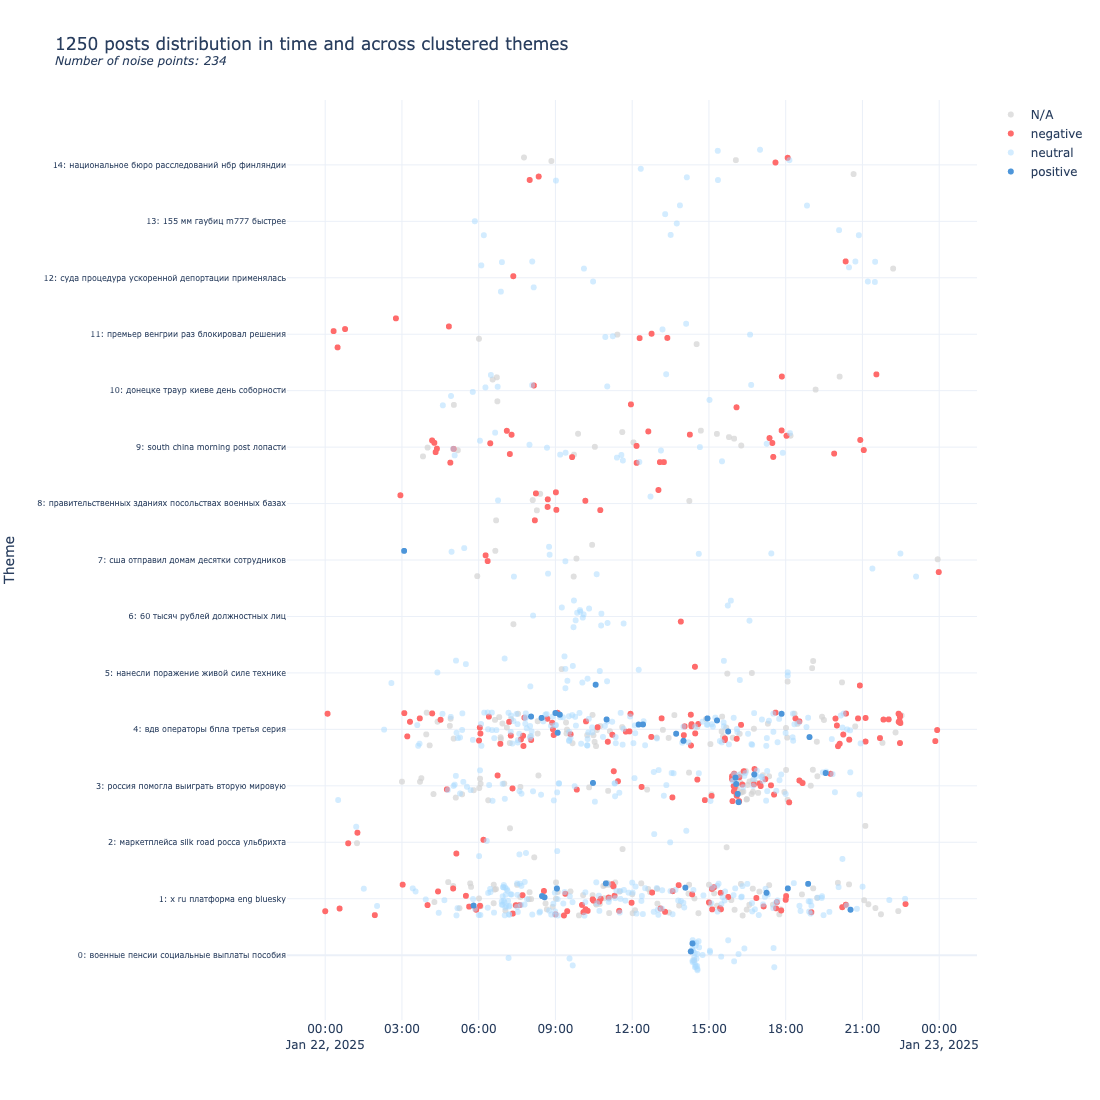 1250 posts distribution in time and across clustered themes
Number of noise points: 234
N/A
negative
neutral
positive
Theme
14: национальное бюро расследований нбр финляндии
13: 155 мм гаубиц m777 быстрее
12: суда процедура ускоренной депортации применялась
11: премьер венгрии раз блокировал решения
10: донецке траур киеве день соборности
9: south china morning post лопасти
8: правительственных зданиях посольствах военных базах
7: сша отправил домам десятки сотрудников
6: 60 тысяч рублей должностных лиц
5: нанесли поражение живой силе технике
4: вдв операторы бпла третья серия
3: россия помогла выиграть вторую мировую
2: маркетплейса silk road росса ульбрихта
1: x ru платформа eng bluesky
0: военные пенсии социальные выплаты пособия
00:00 03:00 06:00 09:00 12:00 15:00 18:00 21:00 00:00
Jan 22, 2025 Jan 23, 2025